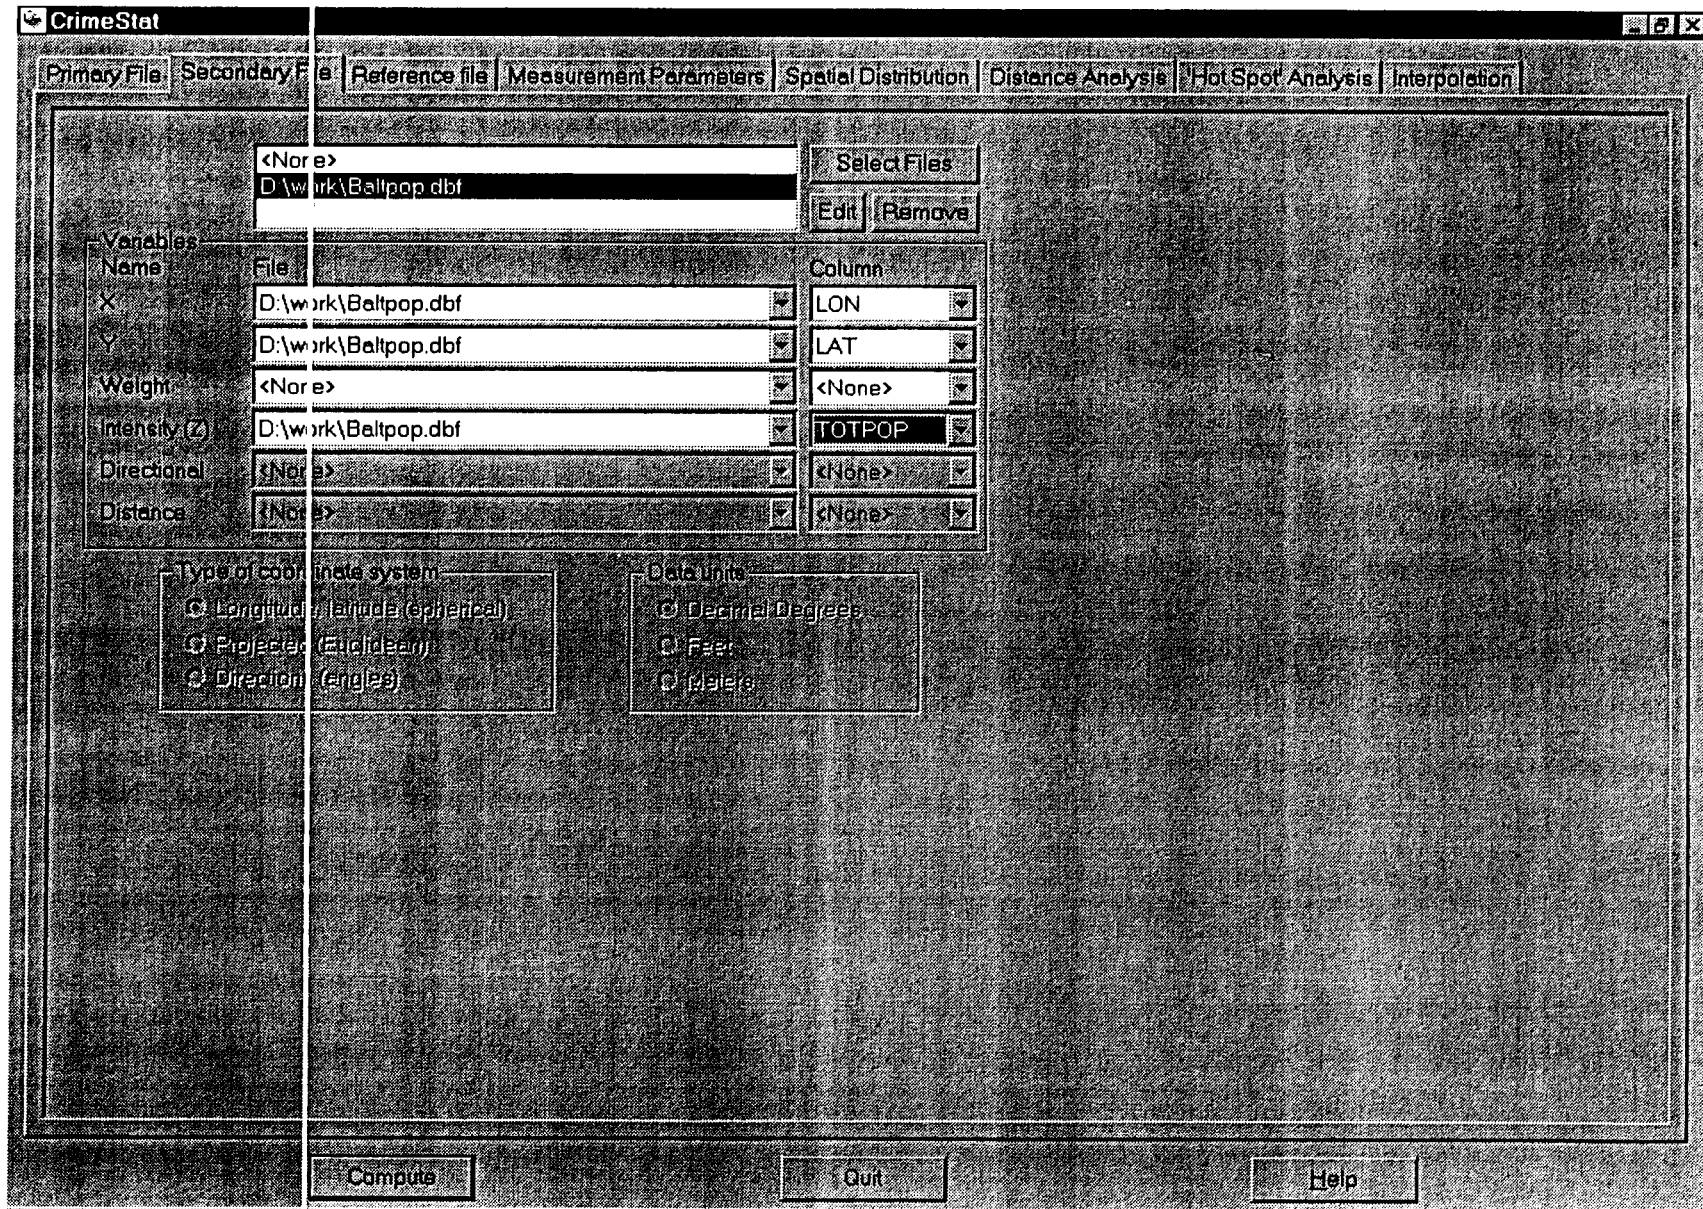 CrimeStat
Primary File Secondary File Reference file Measurement Parameters Spatial Distribution Distance Analysis 'Hot Spot' Analysis Interpolation
<None> Select Files
D:\work\Baltpop.dbf
Edit Remove
Variables
Name File Column
X D:\work\Baltpop.dbf LON
Y D:\work\Baltpop.dbf LAT
Weight <None> <None>
Intensity (Z) D:\work\Baltpop.dbf TOTPOP
Directional <None> <None>
Distance <None> <None>
Type of coordinate system Data units
Longtitude, latitude (spherical) Decimal Degrees
Projected (Euclidean) Feet
Directions (angles) Meters
Compute Quit Help